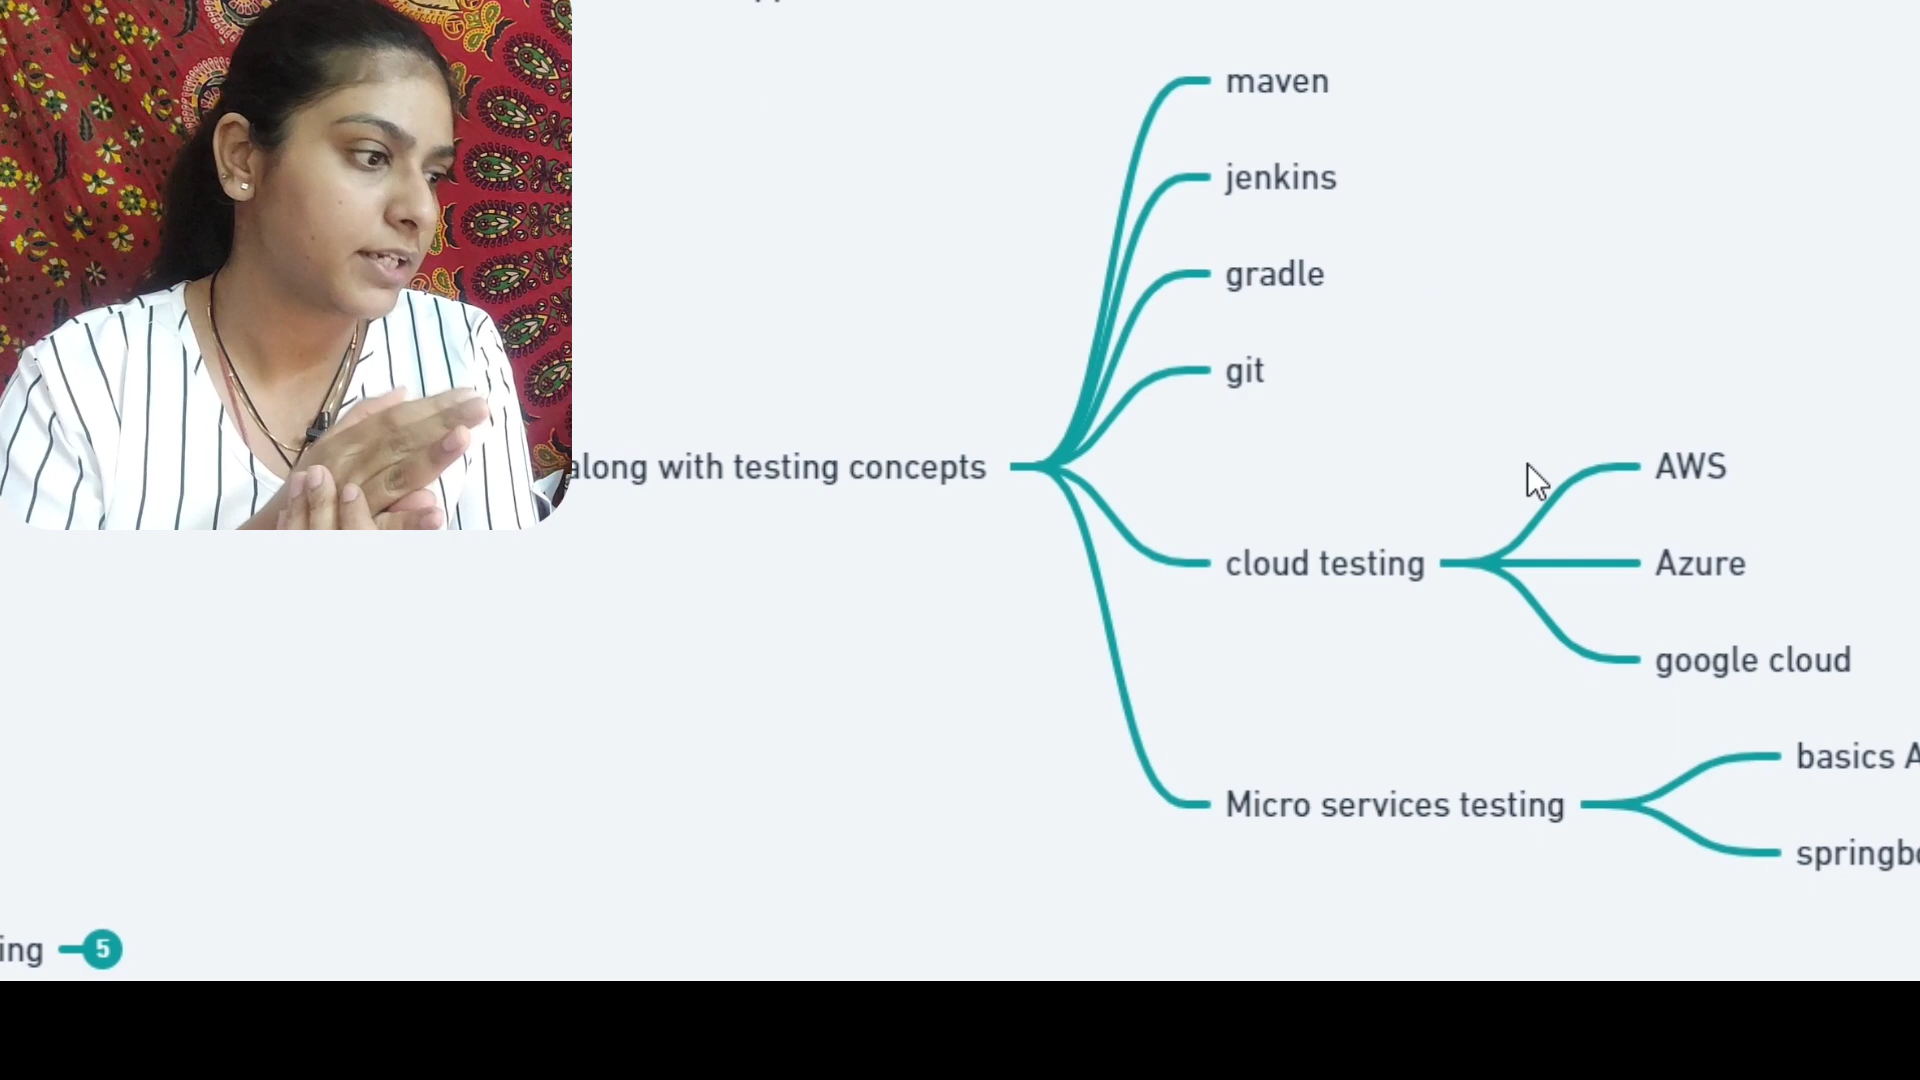 maven
jenkins
gradle
git
along with testing concepts
AWS
cloud testing
Azure
google cloud
basics A
Micro services testing
springbo
ing
5